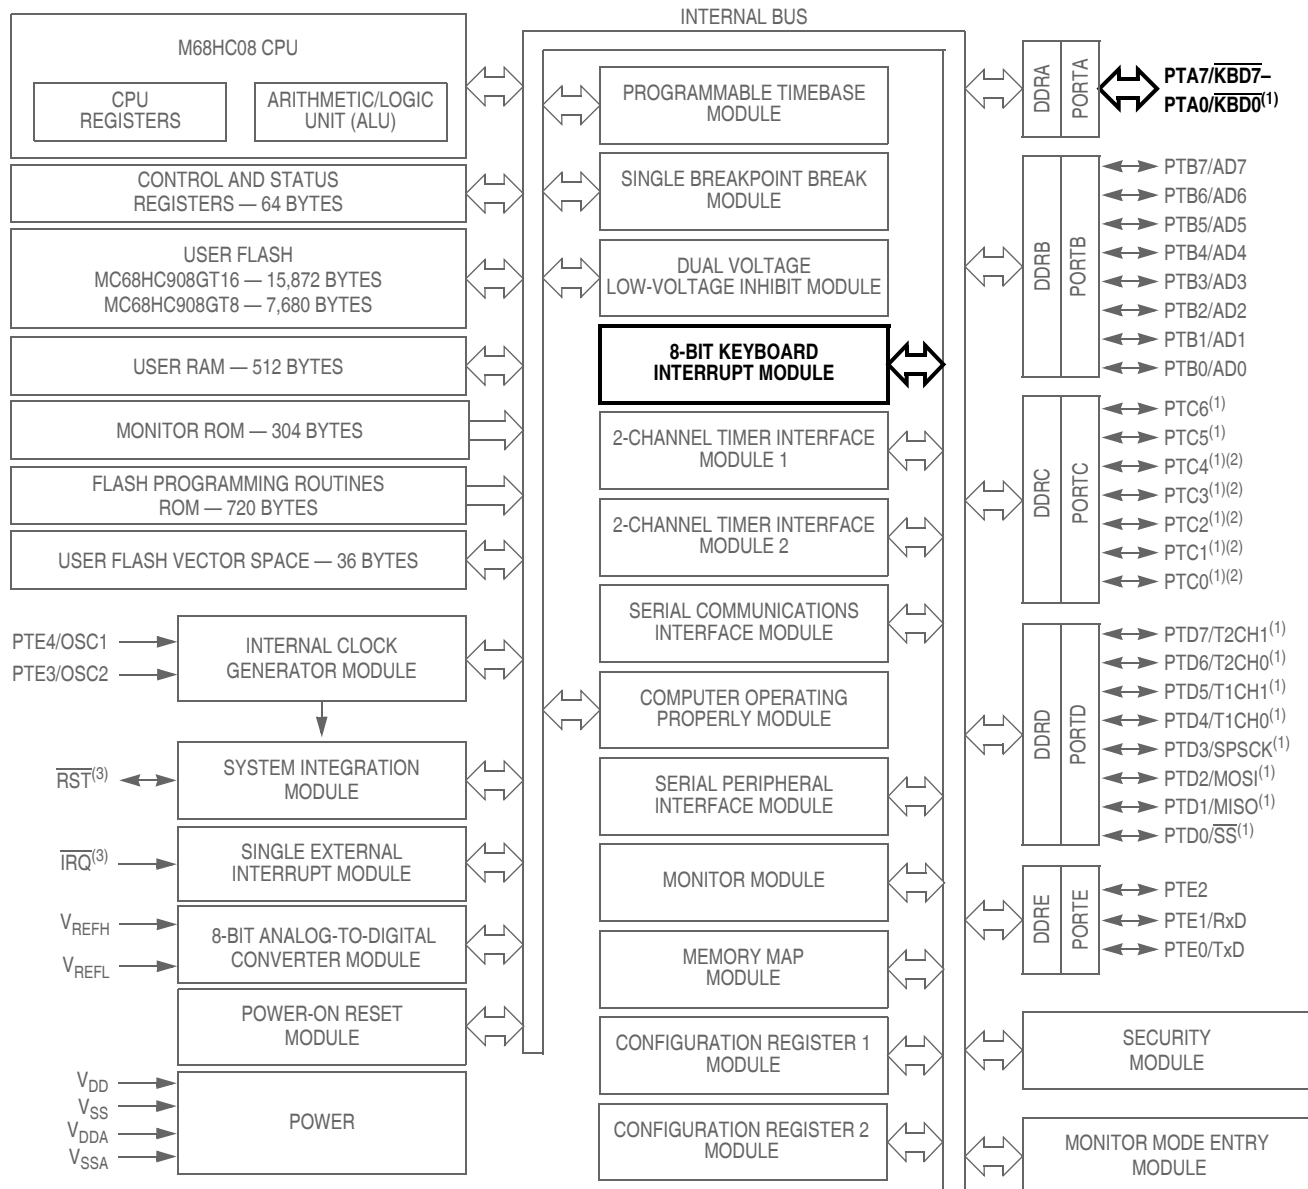 INTERNAL BUS
M68HC08 CPU
CPU
REGISTERS
ARITHMETIC/LOGIC
UNIT (ALU)
CONTROL AND STATUS
REGISTERS — 64 BYTES
USER FLASH
MC68HC908GT16 — 15,872 BYTES
MC68HC908GT8 — 7,680 BYTES
USER RAM — 512 BYTES
MONITOR ROM — 304 BYTES
FLASH PROGRAMMING ROUTINES
ROM — 720 BYTES
USER FLASH VECTOR SPACE — 36 BYTES
PTE4/OSC1
PTE3/OSC2
INTERNAL CLOCK
GENERATOR MODULE
RST(3)
SYSTEM INTEGRATION
MODULE
IRQ(3)
SINGLE EXTERNAL
INTERRUPT MODULE
VREFH
VREFL
8-BIT ANALOG-TO-DIGITAL
CONVERTER MODULE
POWER-ON RESET
MODULE
VDD
VSS
VDDA
VSSA
POWER
PROGRAMMABLE TIMEBASE
MODULE
SINGLE BREAKPOINT BREAK
MODULE
DUAL VOLTAGE
LOW-VOLTAGE INHIBIT MODULE
8-BIT KEYBOARD
INTERRUPT MODULE
2-CHANNEL TIMER INTERFACE
MODULE 1
2-CHANNEL TIMER INTERFACE
MODULE 2
SERIAL COMMUNICATIONS
INTERFACE MODULE
COMPUTER OPERATING
PROPERLY MODULE
SERIAL PERIPHERAL
INTERFACE MODULE
MONITOR MODULE
MEMORY MAP
MODULE
CONFIGURATION REGISTER 1
MODULE
CONFIGURATION REGISTER 2
MODULE
DDRA
PORTA
PTA7/KBD7–
PTA0/KBD0(1)
DDRB
PORTB
PTB7/AD7
PTB6/AD6
PTB5/AD5
PTB4/AD4
PTB3/AD3
PTB2/AD2
PTB1/AD1
PTB0/AD0
DDRC
PORTC
PTC6(1)
PTC5(1)
PTC4(1)(2)
PTC3(1)(2)
PTC2(1)(2)
PTC1(1)(2)
PTC0(1)(2)
DDRD
PORTD
PTD7/T2CH1(1)
PTD6/T2CH0(1)
PTD5/T1CH1(1)
PTD4/T1CH0(1)
PTD3/SPSCK(1)
PTD2/MOSI(1)
PTD1/MISO(1)
PTD0/SS(1)
DDRE
PORTE
PTE2
PTE1/RxD
PTE0/TxD
SECURITY
MODULE
MONITOR MODE ENTRY
MODULE